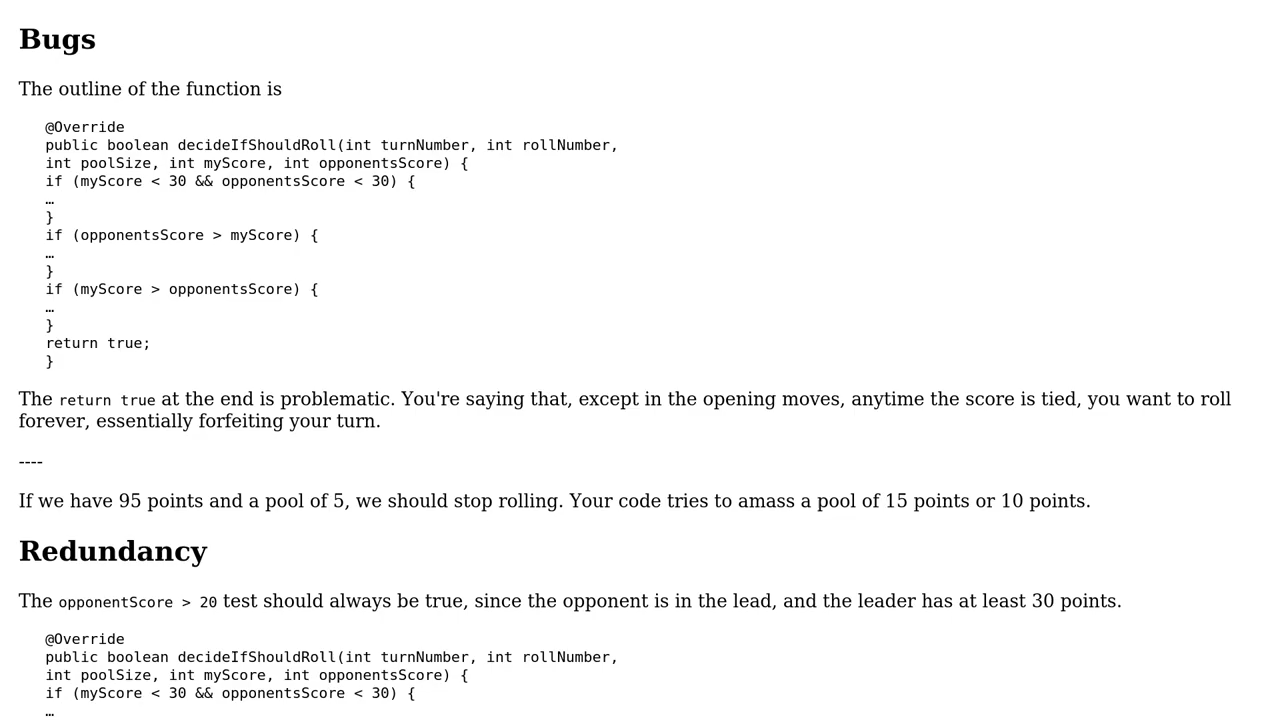 Bugs
The outline of the function is
@Override
public boolean decideIfShouldRoll(int turnNumber, int rollNumber,
int poolSize, int myScore, int opponentsScore) {
if (myScore < 30 && opponentsScore < 30) {
…
}
if (opponentsScore > myScore) {
…
}
if (myScore > opponentsScore) {
…
}
return true;
}
The return true at the end is problematic. You're saying that, except in the opening moves, anytime the score is tied, you want to roll
forever, essentially forfeiting your turn.
----
If we have 95 points and a pool of 5, we should stop rolling. Your code tries to amass a pool of 15 points or 10 points.
Redundancy
The opponentScore > 20 test should always be true, since the opponent is in the lead, and the leader has at least 30 points.
@Override
public boolean decideIfShouldRoll(int turnNumber, int rollNumber,
int poolSize, int myScore, int opponentsScore) {
if (myScore < 30 && opponentsScore < 30) {
…